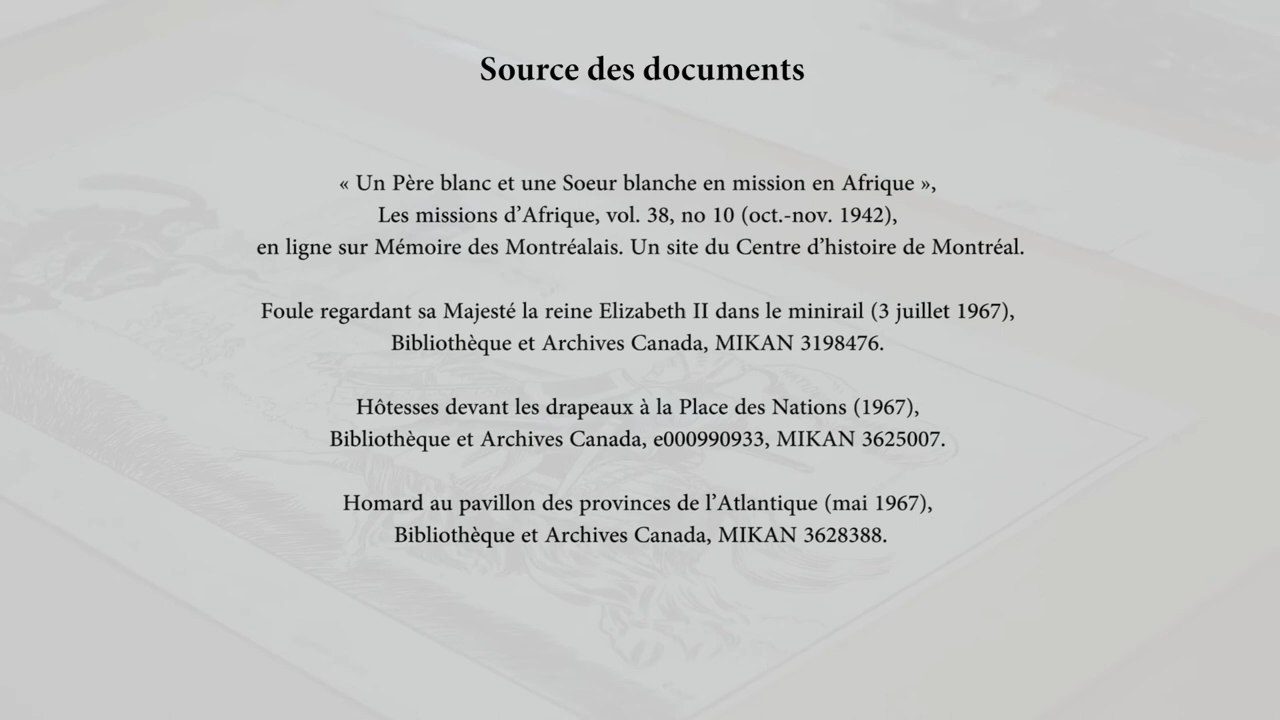 Source des documents
« Un Père blanc et une Soeur blanche en mission en Afrique »,
Les missions d’Afrique, vol. 38, no 10 (oct.-nov. 1942),
en ligne sur Mémoire des Montréalais. Un site du Centre d’histoire de Montréal.
Foule regardant sa Majesté la reine Elizabeth II dans le minirail (3 juillet 1967),
Bibliothèque et Archives Canada, MIKAN 3198476.
Hôtesses devant les drapeaux à la Place des Nations (1967),
Bibliothèque et Archives Canada, e000990933, MIKAN 3625007.
Homard au pavillon des provinces de l’Atlantique (mai 1967),
Bibliothèque et Archives Canada, MIKAN 3628388.